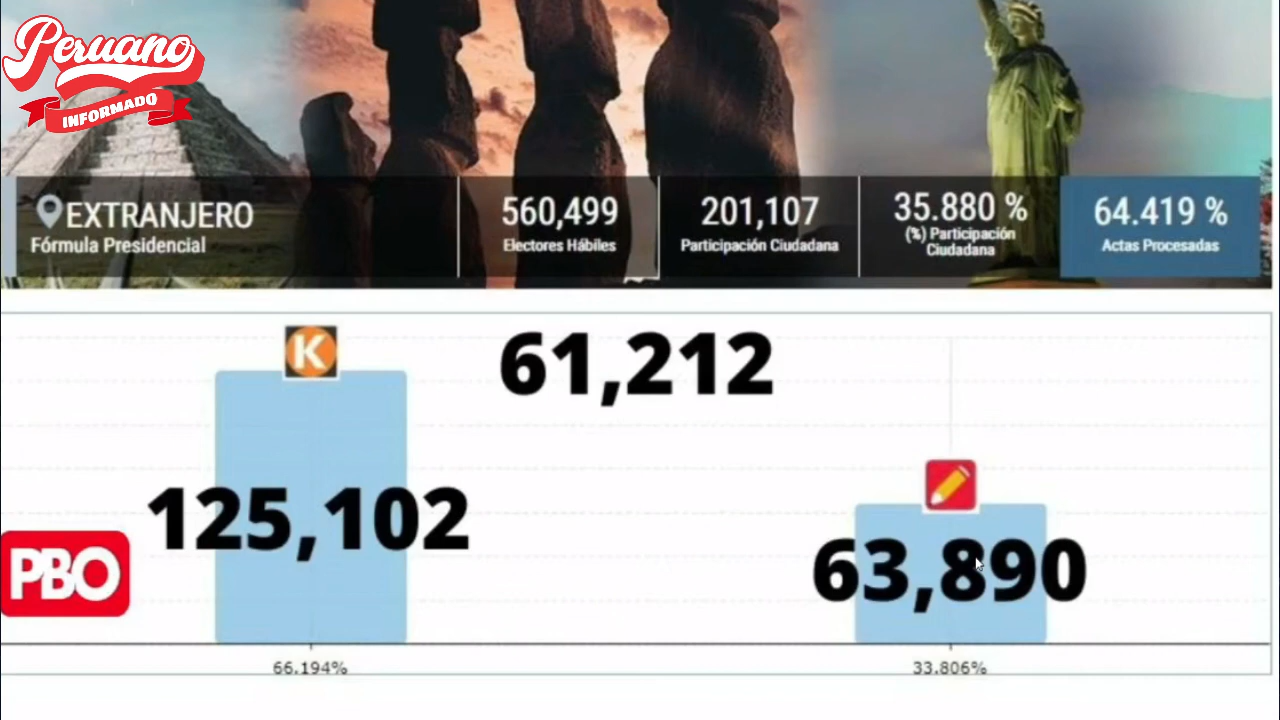 Peruano
INFORMADO
EXTRANJERO
Fórmula Presidencial
560,499
Electores Hábiles
201,107
Participación Ciudadana
35.880 %
(%) Participación
Ciudadana
64.419 %
Actas Procesadas
K
61,212
125,102
63,890
PBO
66.194%
33.806%